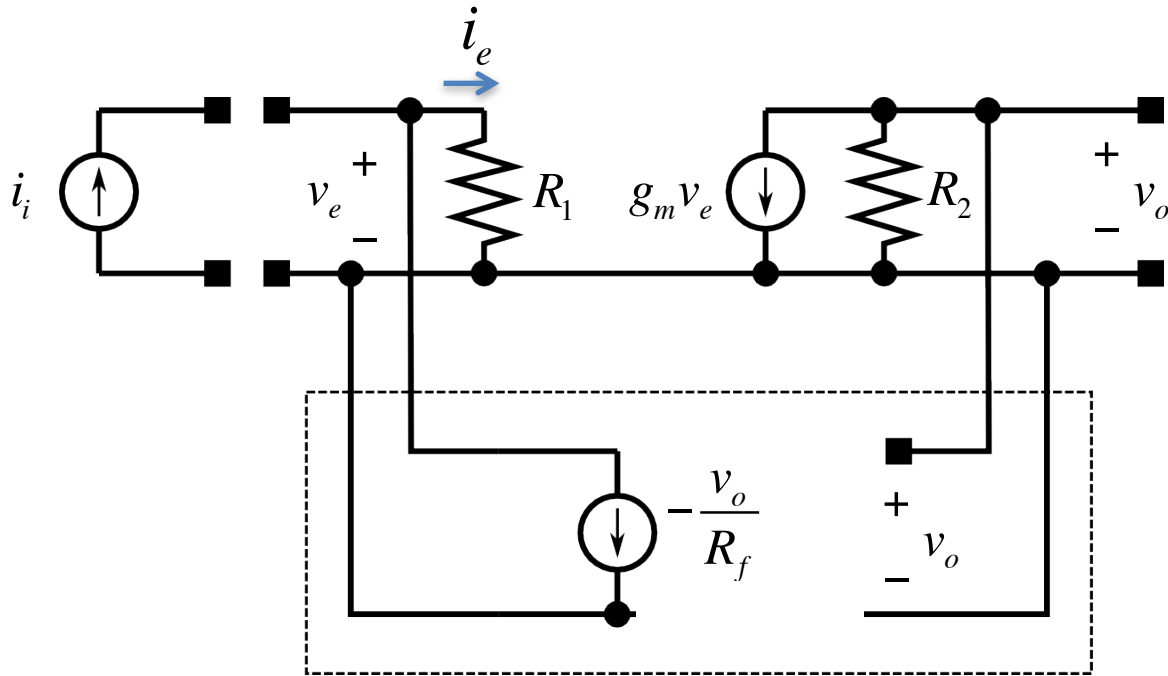 i_e
+
+
i_i
v_e
R_1
g_m v_e
R_2
v_o
−
−
− v_o / R_f
+
v_o
−